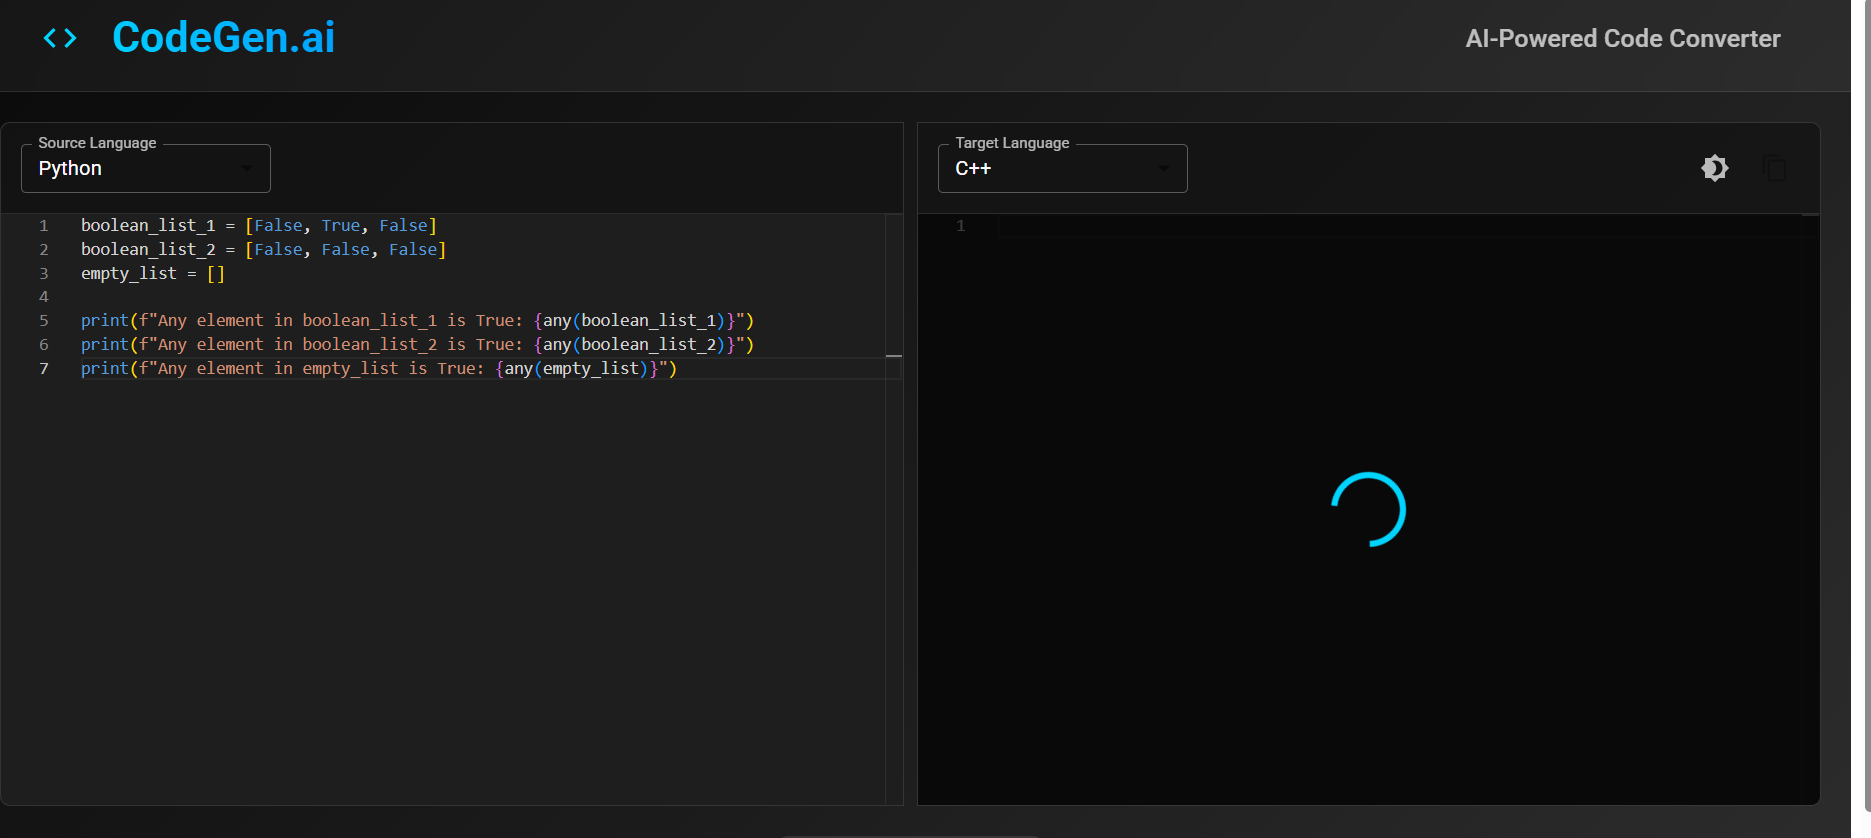 CodeGen.ai
AI-Powered Code Converter
Source Language
Python
1 boolean_list_1 = [False, True, False]
2 boolean_list_2 = [False, False, False]
3 empty_list = []
4
5 print(f"Any element in boolean_list_1 is True: {any(boolean_list_1)}")
6 print(f"Any element in boolean_list_2 is True: {any(boolean_list_2)}")
7 print(f"Any element in empty_list is True: {any(empty_list)}")
Target Language
C++
1